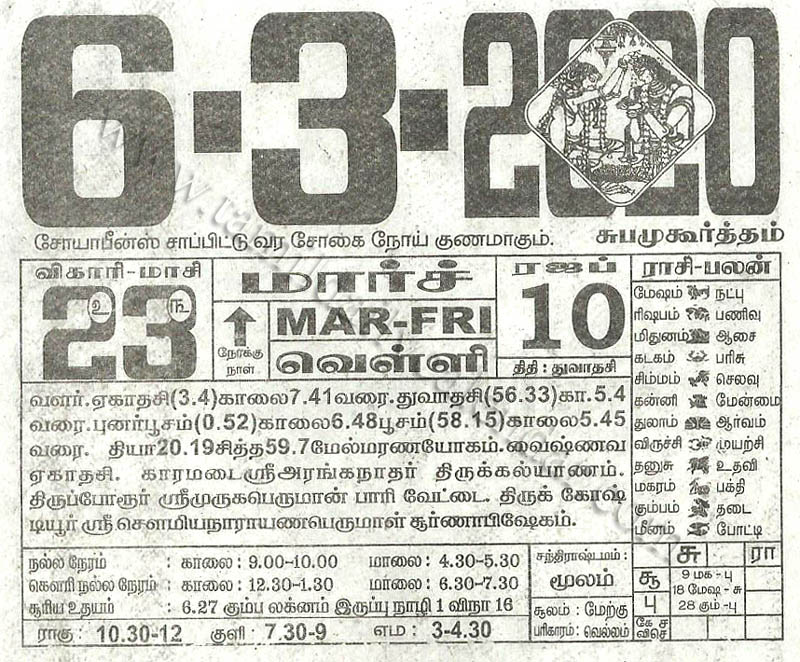 6-3-2020
சோயாபீன்ஸ் சாப்பிட்டு வர சோகை நோய் குணமாகும். சுபமுகூர்த்தம்
விகாரி-மாசி
23
௨ ௩
மார்ச்
நேரக்கு நாள்
MAR-FRI
வெள்ளி
ரஜப்
10
திதி : துவாதசி
ராசி-பலன்
மேஷம் நட்பு
ரிஷபம் பணிவு
மிதுனம் ஆசை
கடகம் பரிசு
சிம்மம் செலவு
கன்னி மேன்மை
துலாம் ஆர்வம்
விருச்சி முயற்சி
தனுசு உதவி
மகரம் பக்தி
கும்பம் தடை
மீனம் போட்டி
வளர்.ஏகாதசி(3.4)காலை7.41வரை.துவாதசி(56.33)கா.5.4
வரை.புனர்பூசம்(0.52)காலை6.48பூசம்(58.15)காலை5.45
வரை. தியா20.19சித்த59.7மேல்மரணயோகம்.வைஷ்ணவ
ஏகாதசி. காரமடைஸ்ரீஅரங்கநாதர் திருக்கல்யாணம்.
திருப்போரூர் ஸ்ரீமுருகபெருமான் பாரி வேட்டை. திருக் கோஷ்
டியூர் ஸ்ரீ சௌமியநாராயணபெருமாள் சூர்ணாபிஷேகம்.
நல்ல நேரம் : காலை : 9.00-10.00 மாலை : 4.30-5.30
கௌரி நல்ல நேரம் : காலை : 12.30-1.30 மாலை : 6.30-7.30
சூரிய உதயம் : 6.27 கும்ப லக்னம் இருப்பு நாழி 1 விநா 16
ராகு : 10.30-12 குளி : 7.30-9 எம : 3-4.30
சந்திராஷ்டமம் :
மூலம்
சூலம் : மேற்கு
பரிகாரம் : வெல்லம்
சு ரா
சூ
பு
கே ச
விசெ
9 மக - பு
18 மேஷ - சு
28 கும் - பு